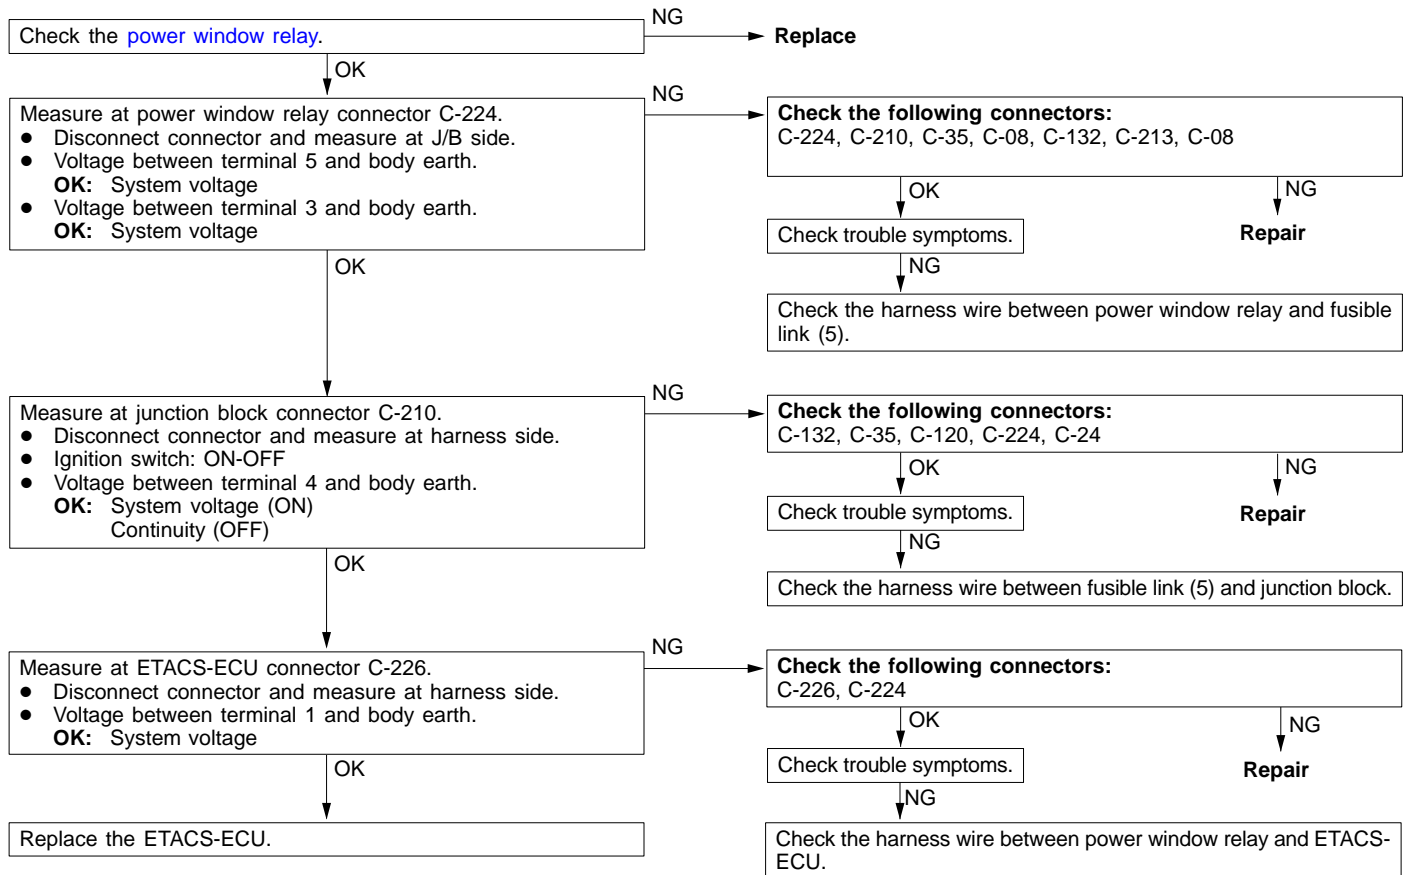 NG
Check the power window relay.
Replace
OK
Measure at power window relay connector C-224.
● Disconnect connector and measure at J/B side.
● Voltage between terminal 5 and body earth.
OK: System voltage
● Voltage between terminal 3 and body earth.
OK: System voltage
NG
Check the following connectors:
C-224, C-210, C-35, C-08, C-132, C-213, C-08
OK
NG
Check trouble symptoms.
Repair
NG
Check the harness wire between power window relay and fusible
link (5).
OK
Measure at junction block connector C-210.
● Disconnect connector and measure at harness side.
● Ignition switch: ON-OFF
● Voltage between terminal 4 and body earth.
OK: System voltage (ON)
Continuity (OFF)
NG
Check the following connectors:
C-132, C-35, C-120, C-224, C-24
OK
NG
Check trouble symptoms.
Repair
NG
Check the harness wire between fusible link (5) and junction block.
OK
Measure at ETACS-ECU connector C-226.
● Disconnect connector and measure at harness side.
● Voltage between terminal 1 and body earth.
OK: System voltage
NG
Check the following connectors:
C-226, C-224
OK
NG
Check trouble symptoms.
Repair
NG
Check the harness wire between power window relay and ETACS-
ECU.
OK
Replace the ETACS-ECU.